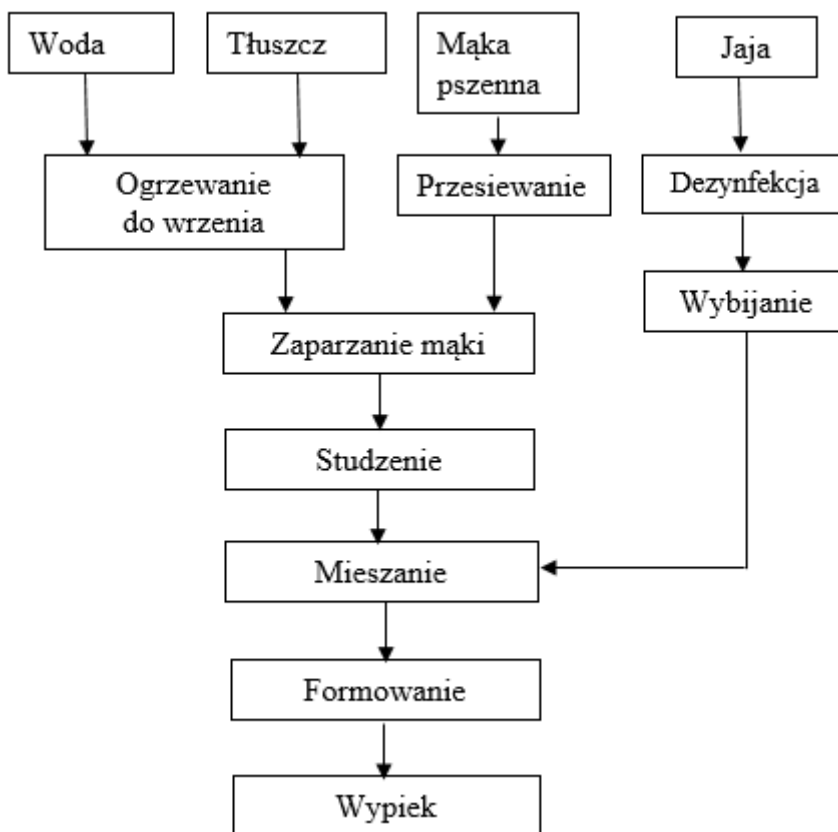 Woda
Tłuszcz
Mąka
pszenna
Jaja
Ogrzewanie
do wrzenia
Przesiewanie
Dezynfekcja
Wybijanie
Zaparzanie mąki
Studzenie
Mieszanie
Formowanie
Wypiek